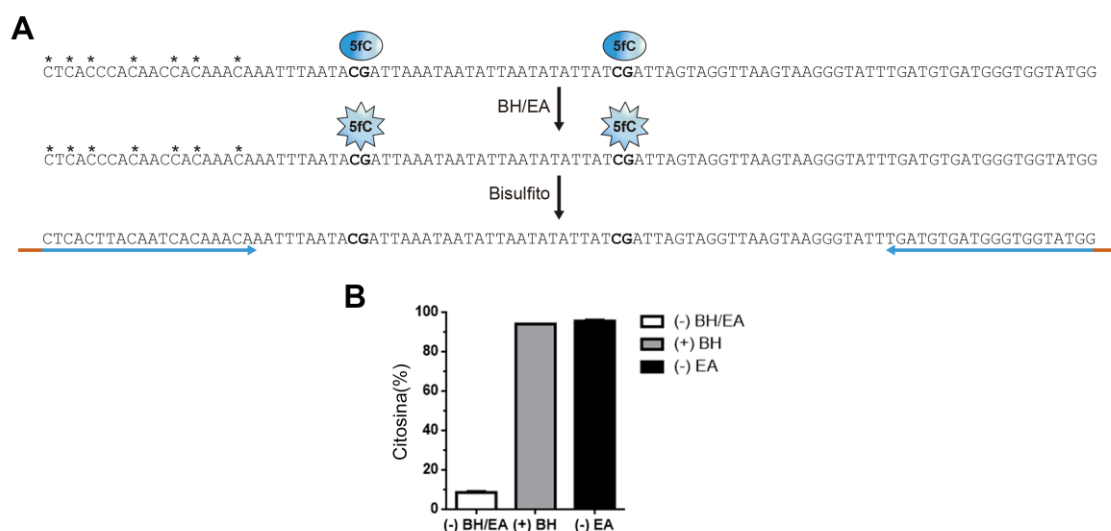 A
5fC 5fC
* * * * * * *
CTCACCCACAACCACAAACAAATTTAATACGATTAAATAATATTAATATATTATCGATTAGTAGGTTAAGTAAGGGTATTTGATGTGATGGGTGGTATGG
BH/EA
5fC 5fC
* * * * * * *
CTCACCCACAACCACAAACAAATTTAATACGATTAAATAATATTAATATATTATCGATTAGTAGGTTAAGTAAGGGTATTTGATGTGATGGGTGGTATGG
Bisulfito
CTCACTTACAATCACAAACAAATTTAATACGATTAAATAATATTAATATATTATCGATTAGTAGGTTAAGTAAGGGTATTTGATGTGATGGGTGGTATGG
B
Citosina(%)
100
80
60
40
20
0
(-) BH/EA (+) BH (-) EA
(-) BH/EA
(+) BH
(-) EA